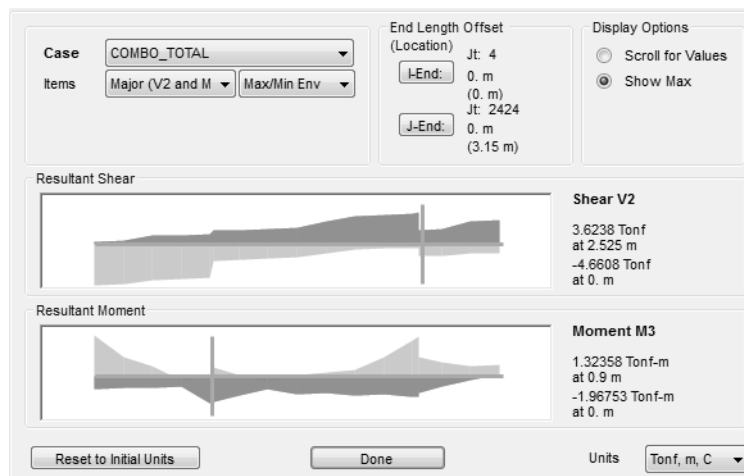 Case
COMBO_TOTAL
Items
Major (V2 and M
Max/Min Env
End Length Offset
(Location)
Jt: 4
I-End:
0. m
(0. m)
Jt: 2424
J-End:
0. m
(3.15 m)
Display Options
Scroll for Values
Show Max
Resultant Shear
Shear V2
3.6238 Tonf
at 2.525 m
-4.6608 Tonf
at 0. m
Resultant Moment
Moment M3
1.32358 Tonf-m
at 0.9 m
-1.96753 Tonf-m
at 0. m
Reset to Initial Units
Done
Units
Tonf, m, C